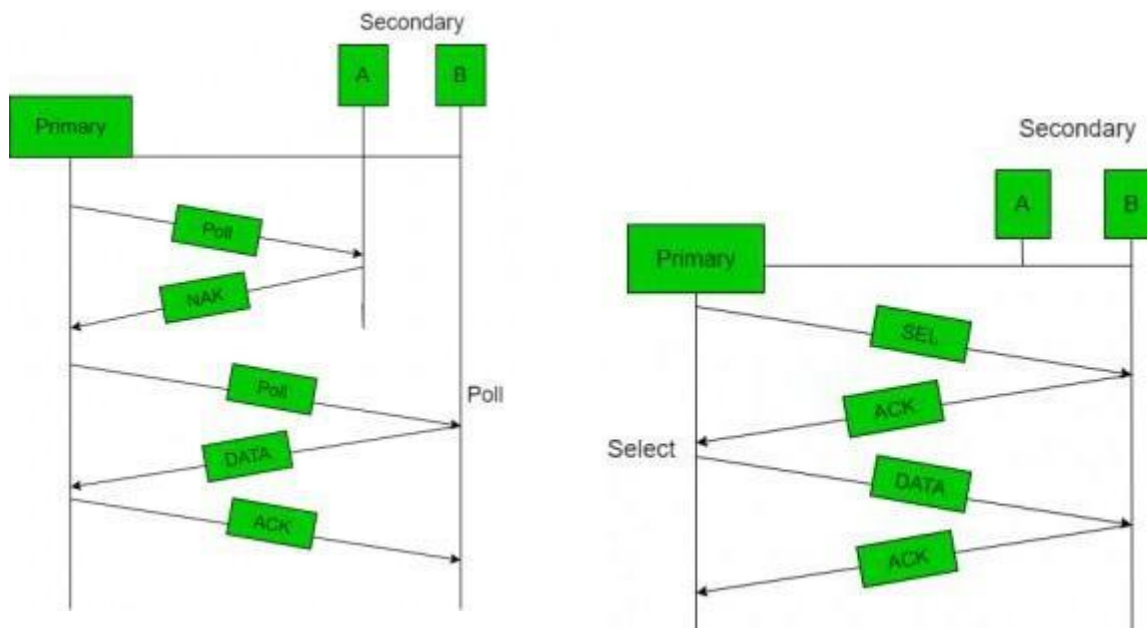 Secondary
A
B
Primary
Poll
NAK
Poll
Poll
DATA
ACK
Secondary
A
B
Primary
SEL
ACK
Select
DATA
ACK